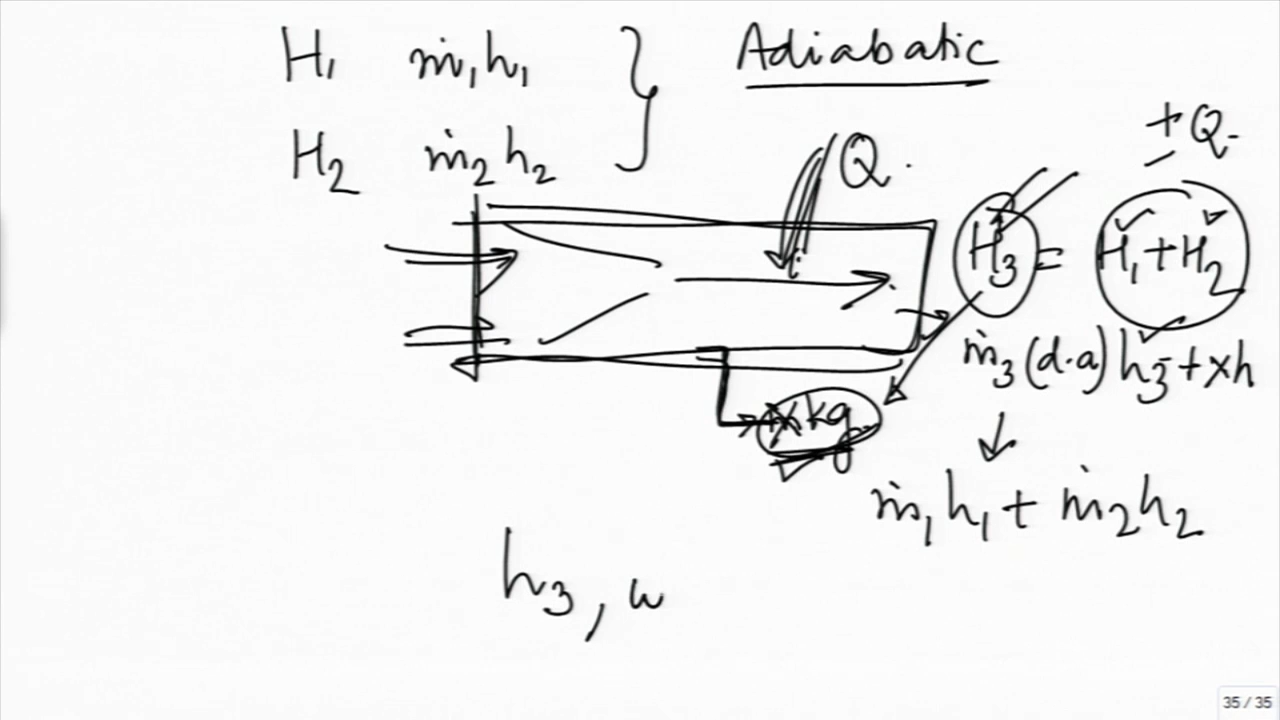 H₁ ṁ₁h₁ } Adiabatic
H₂ ṁ₂h₂
± Q
Q
H₃ = H₁ + H₂
ṁ₃ (d.a) h₃ + xh
x kg
ṁ₁h₁ + ṁ₂h₂
h₃, w
35 / 35